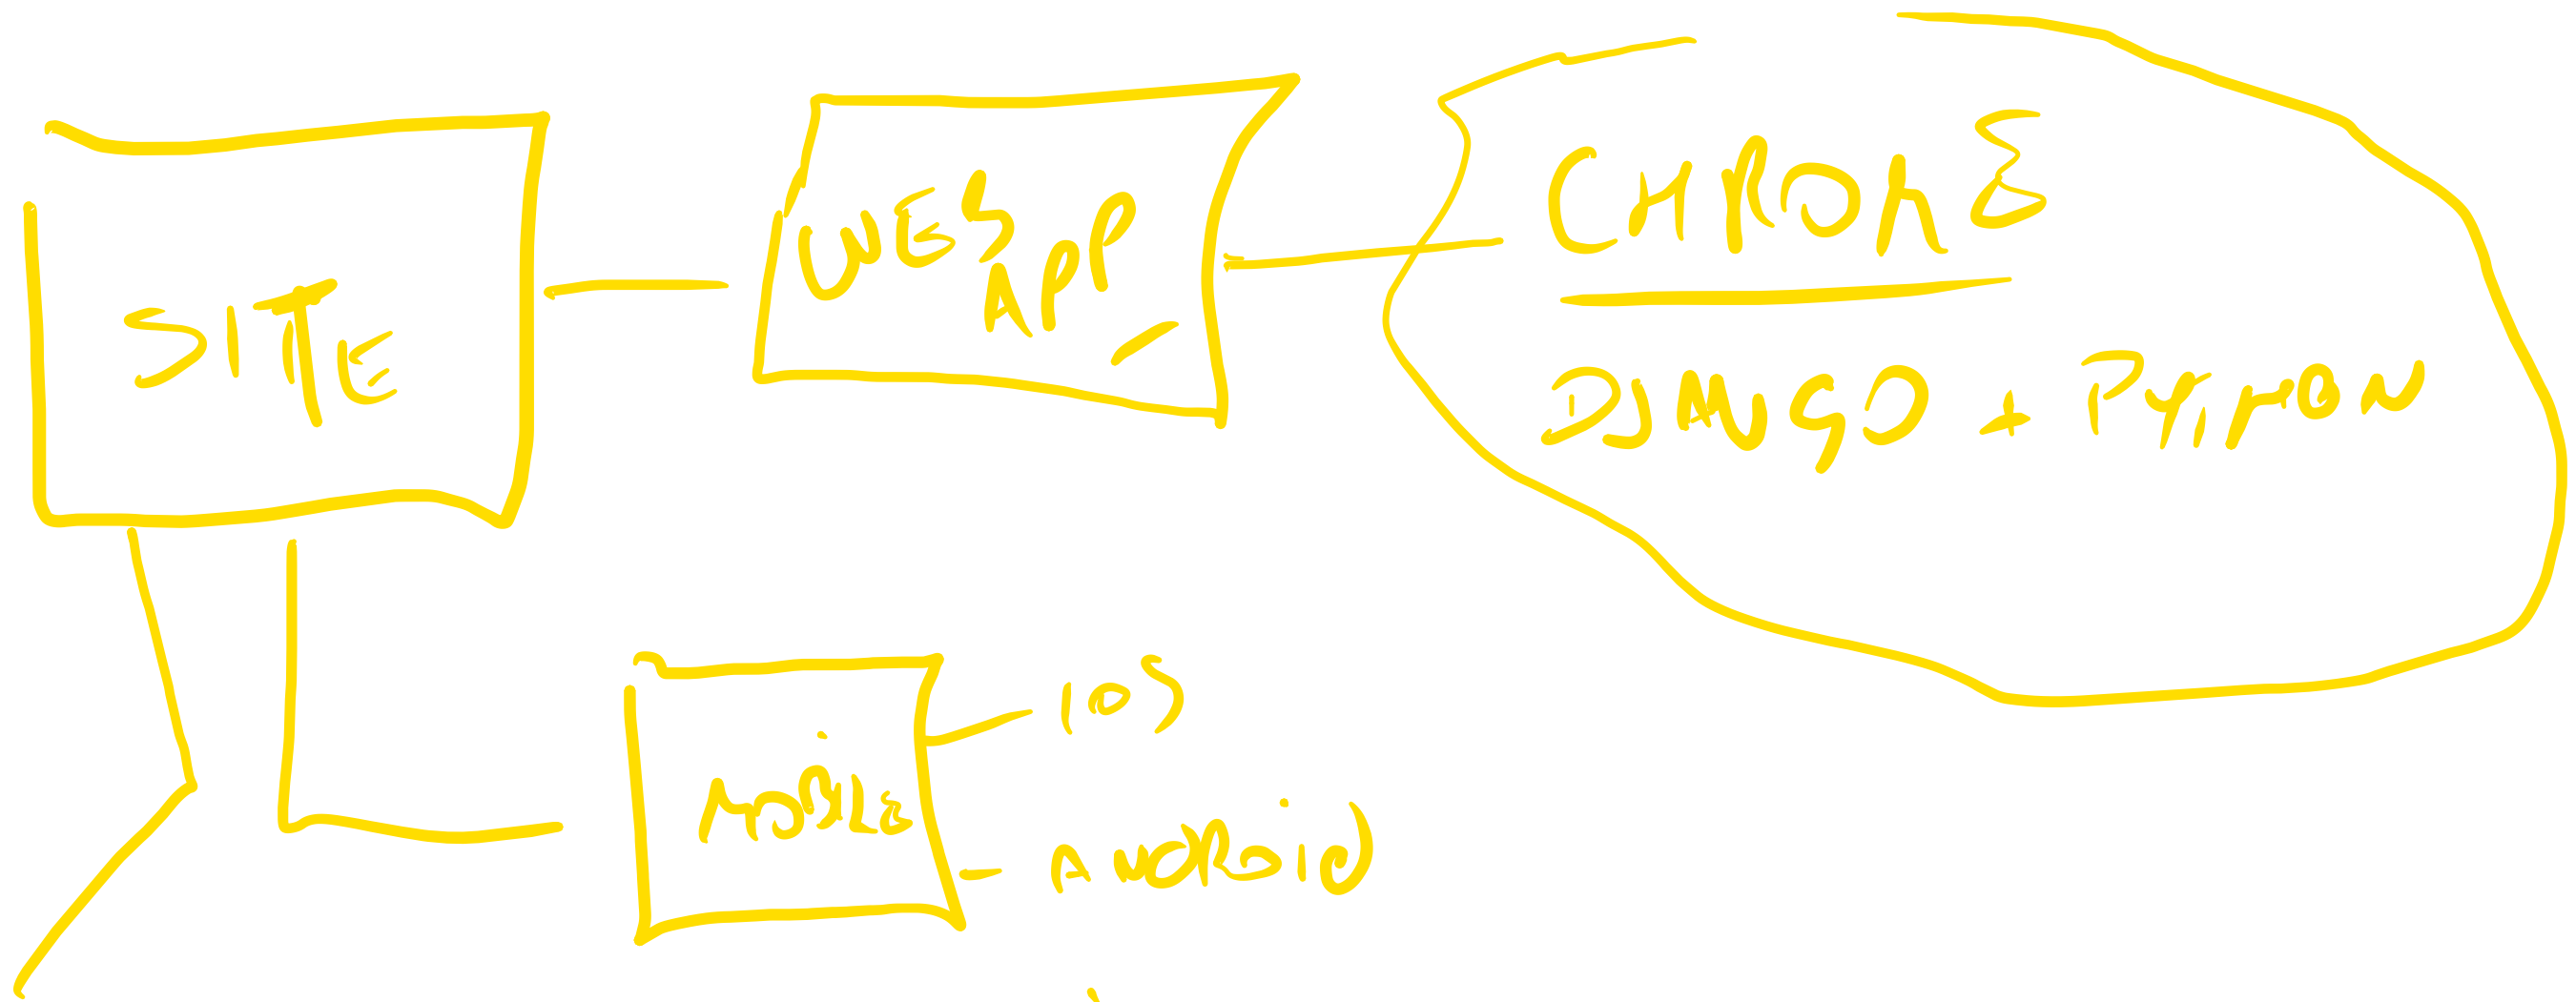 SITE
WEB
APP
CHROME
DJANGO + PYTHON
MOBILE
IOS
ANDROID